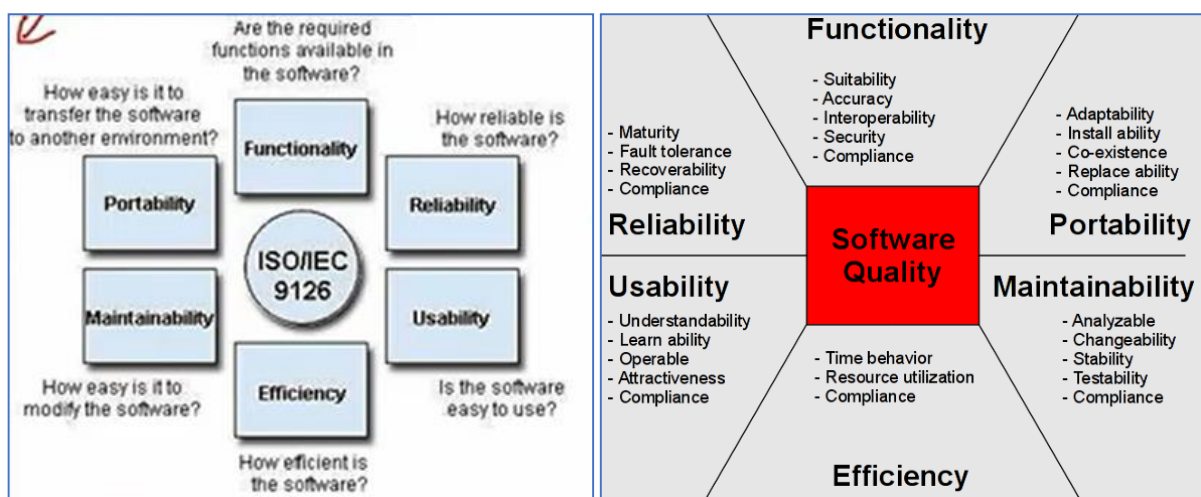 Are the required
functions available in
the software?
How easy is it to
transfer the software
to another environment?
How reliable is
the software?
Functionality
Portability
Reliability
ISO/IEC
9126
Maintainability
Usability
Efficiency
How easy is it to
modify the software?
Is the software
easy to use?
How efficient is
the software?
Functionality
- Suitability
- Accuracy
- Interoperability
- Security
- Compliance
- Maturity
- Fault tolerance
- Recoverability
- Compliance
Reliability
- Adaptability
- Install ability
- Co-existence
- Replace ability
- Compliance
Portability
Software
Quality
Usability
- Understandability
- Learn ability
- Operable
- Attractiveness
- Compliance
Maintainability
- Analyzable
- Changeability
- Stability
- Testability
- Compliance
- Time behavior
- Resource utilization
- Compliance
Efficiency